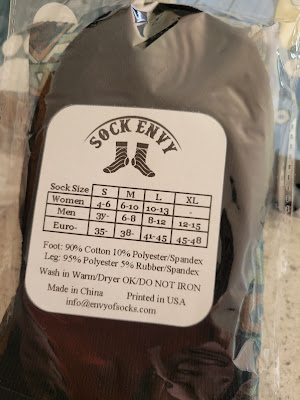 SOCK ENVY
Sock Size S M L XL
Women 4-6 6-10 10-13 -
Men 3y- 6-8 8-12 12-15
Euro- 35- 38- 41-45 45-48
Foot: 90% Cotton 10% Polyester/Spandex
Leg: 95% Polyester 5% Rubber/Spandex
Wash in Warm/Dryer OK/DO NOT IRON
Made in China Printed in USA
info@envyofsocks.com